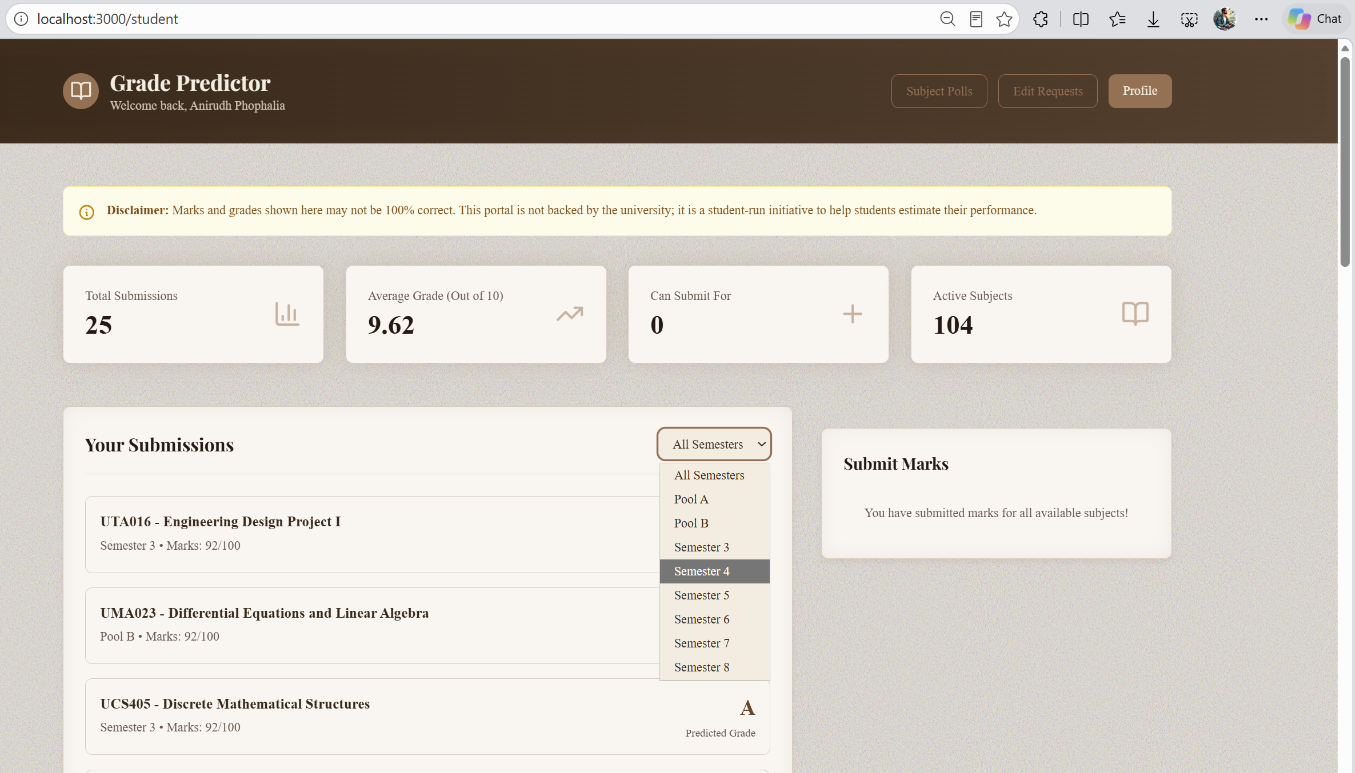 localhost:3000/student
Chat
Grade Predictor
Welcome back, Anirudh Phophalia
Subject Polls
Edit Requests
Profile
Disclaimer: Marks and grades shown here may not be 100% correct. This portal is not backed by the university; it is a student-run initiative to help students estimate their performance.
Total Submissions
25
Average Grade (Out of 10)
9.62
Can Submit For
0
Active Subjects
104
Your Submissions
All Semesters
All Semesters
Pool A
Pool B
Semester 3
Semester 4
Semester 5
Semester 6
Semester 7
Semester 8
UTA016 - Engineering Design Project I
Semester 3 • Marks: 92/100
UMA023 - Differential Equations and Linear Algebra
Pool B • Marks: 92/100
UCS405 - Discrete Mathematical Structures
Semester 3 • Marks: 92/100
A
Predicted Grade
Submit Marks
You have submitted marks for all available subjects!